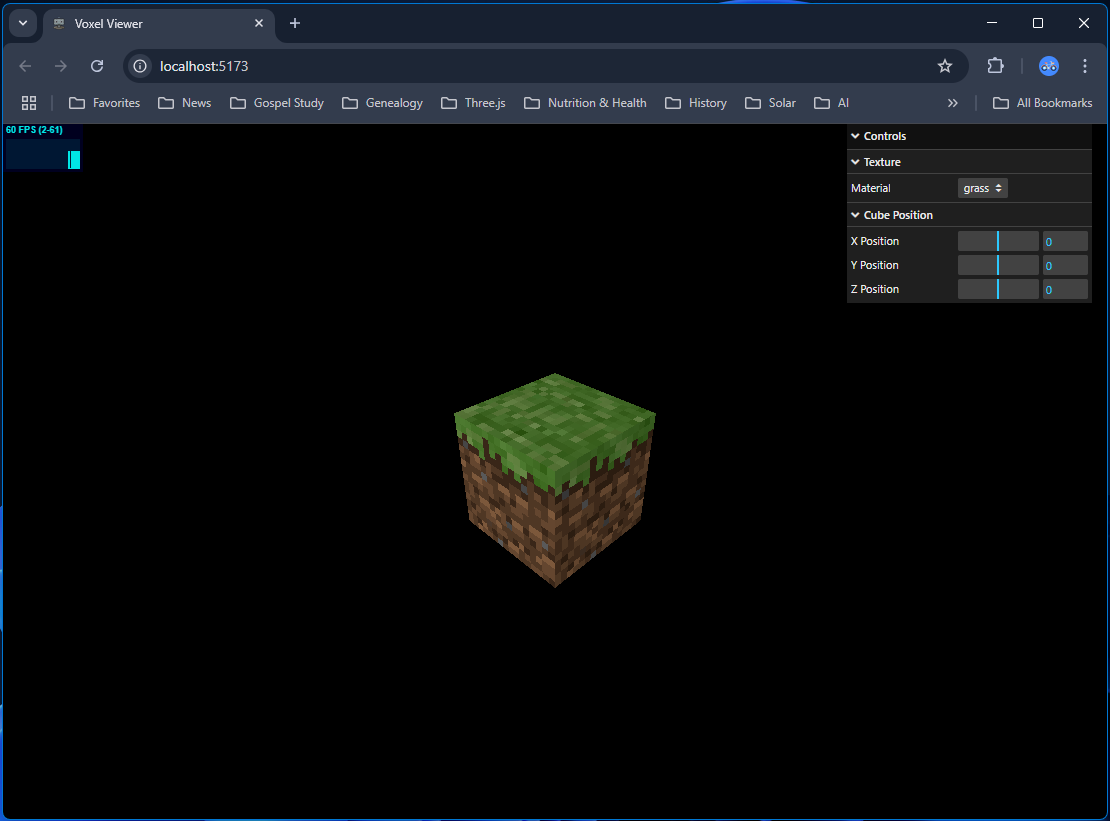 Voxel Viewer
localhost:5173
Favorites News Gospel Study Genealogy Three.js Nutrition & Health History Solar AI All Bookmarks
60 FPS (2-61)
Controls
Texture
Material grass
Cube Position
X Position 0
Y Position 0
Z Position 0